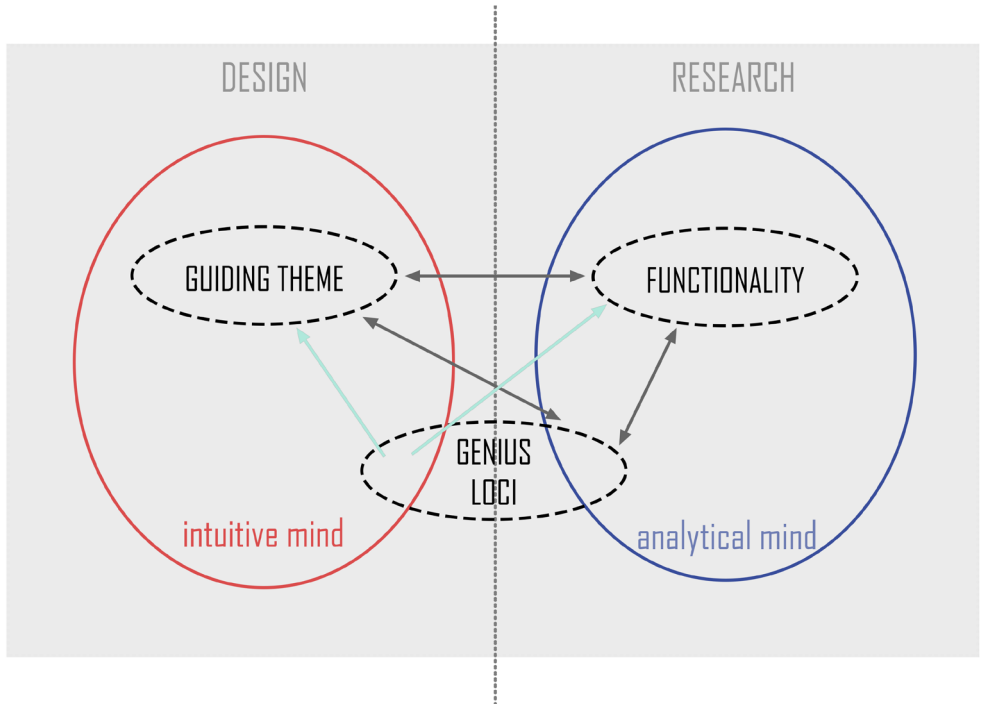 DESIGN
RESEARCH
GUIDING THEME
FUNCTIONALITY
GENIUS
LOCI
intuitive mind
analytical mind